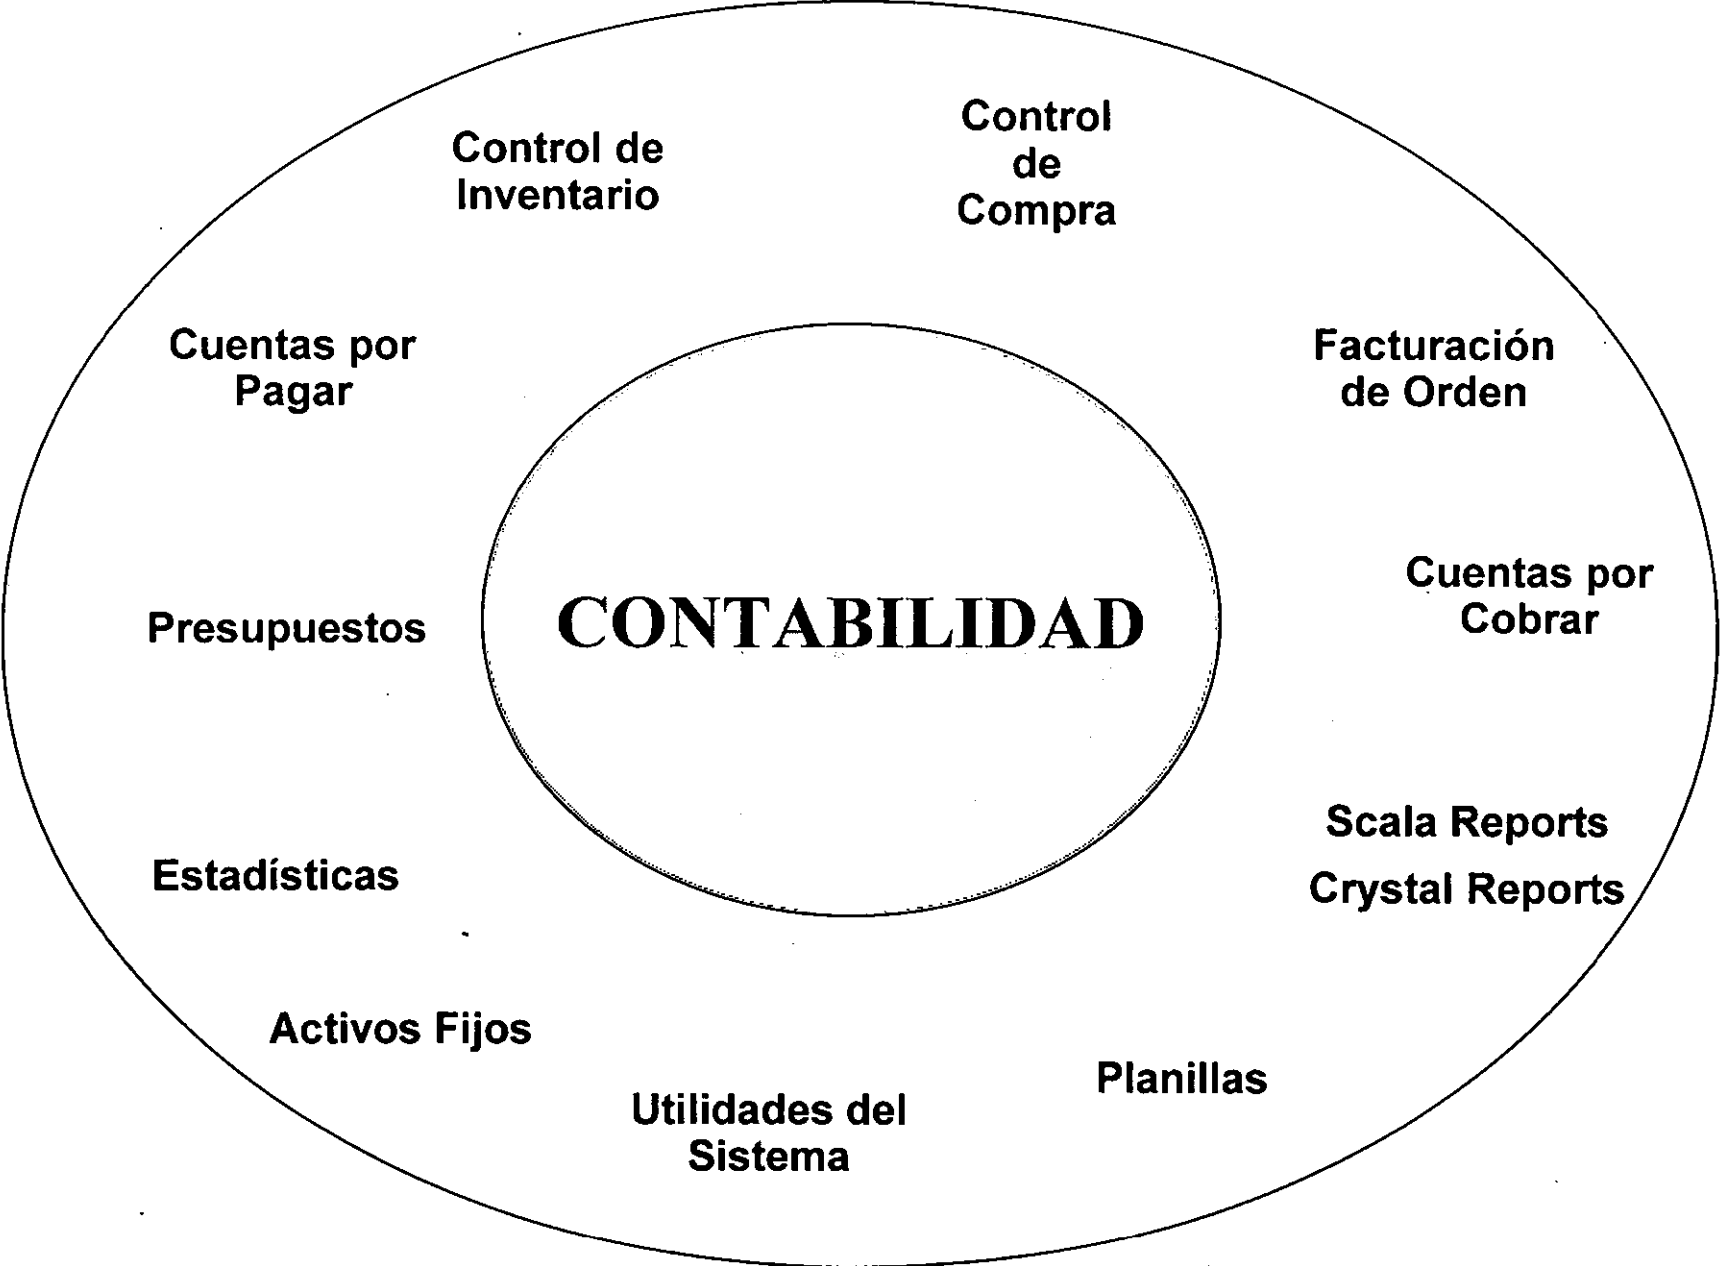 Control
de
Compra
Control de
Inventario
Cuentas por
Pagar
Facturación
de Orden
Cuentas por
Cobrar
Presupuestos
CONTABILIDAD
Scala Reports
Crystal Reports
Estadísticas
Activos Fijos
Planillas
Utilidades del
Sistema